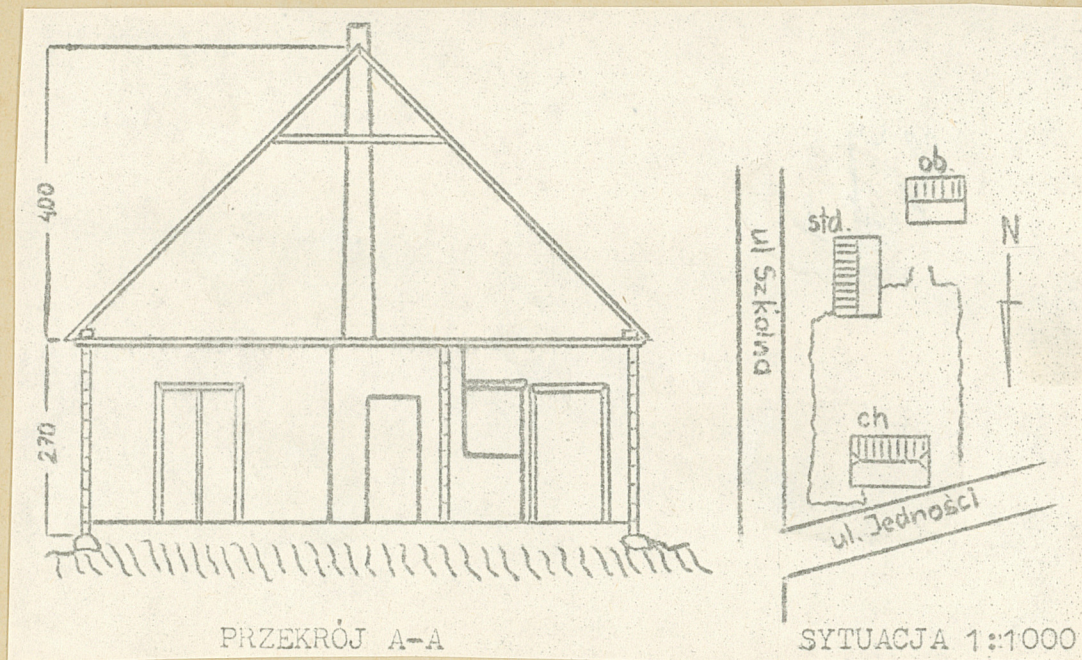 400
270
PRZEKRÓJ A-A
ob.
std.
N
ul Szkolna
ch
ul. Jedności
SYTUACJA 1:1000